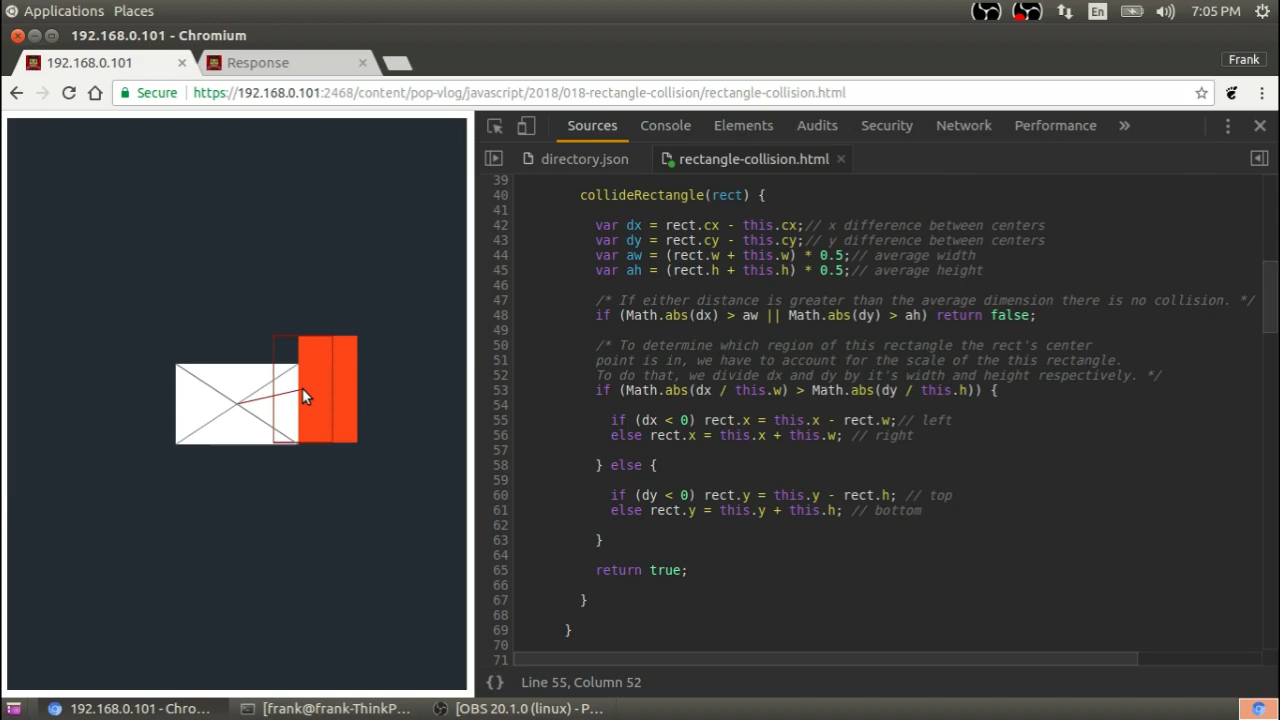 Applications Places En 7:05 PM
192.168.0.101 - Chromium
192.168.0.101 Response Frank
Secure https://192.168.0.101:2468/content/pop-vlog/javascript/2018/018-rectangle-collision/rectangle-collision.html
Sources Console Elements Audits Security Network Performance
directory.json rectangle-collision.html
39
40 collideRectangle(rect) {
41
42 var dx = rect.cx - this.cx;// x difference between centers
43 var dy = rect.cy - this.cy;// y difference between centers
44 var aw = (rect.w + this.w) * 0.5;// average width
45 var ah = (rect.h + this.h) * 0.5;// average height
46
47 /* If either distance is greater than the average dimension there is no collision. */
48 if (Math.abs(dx) > aw || Math.abs(dy) > ah) return false;
49
50 /* To determine which region of this rectangle the rect's center
51 point is in, we have to account for the scale of the this rectangle.
52 To do that, we divide dx and dy by it's width and height respectively. */
53 if (Math.abs(dx / this.w) > Math.abs(dy / this.h)) {
54
55 if (dx < 0) rect.x = this.x - rect.w;// left
56 else rect.x = this.x + this.w; // right
57
58 } else {
59
60 if (dy < 0) rect.y = this.y - rect.h; // top
61 else rect.y = this.y + this.h; // bottom
62
63 }
64
65 return true;
66
67 }
68
69 }
70
71
{} Line 55, Column 52
192.168.0.101 - Chro... [frank@frank-ThinkP... [OBS 20.1.0 (linux) - P...